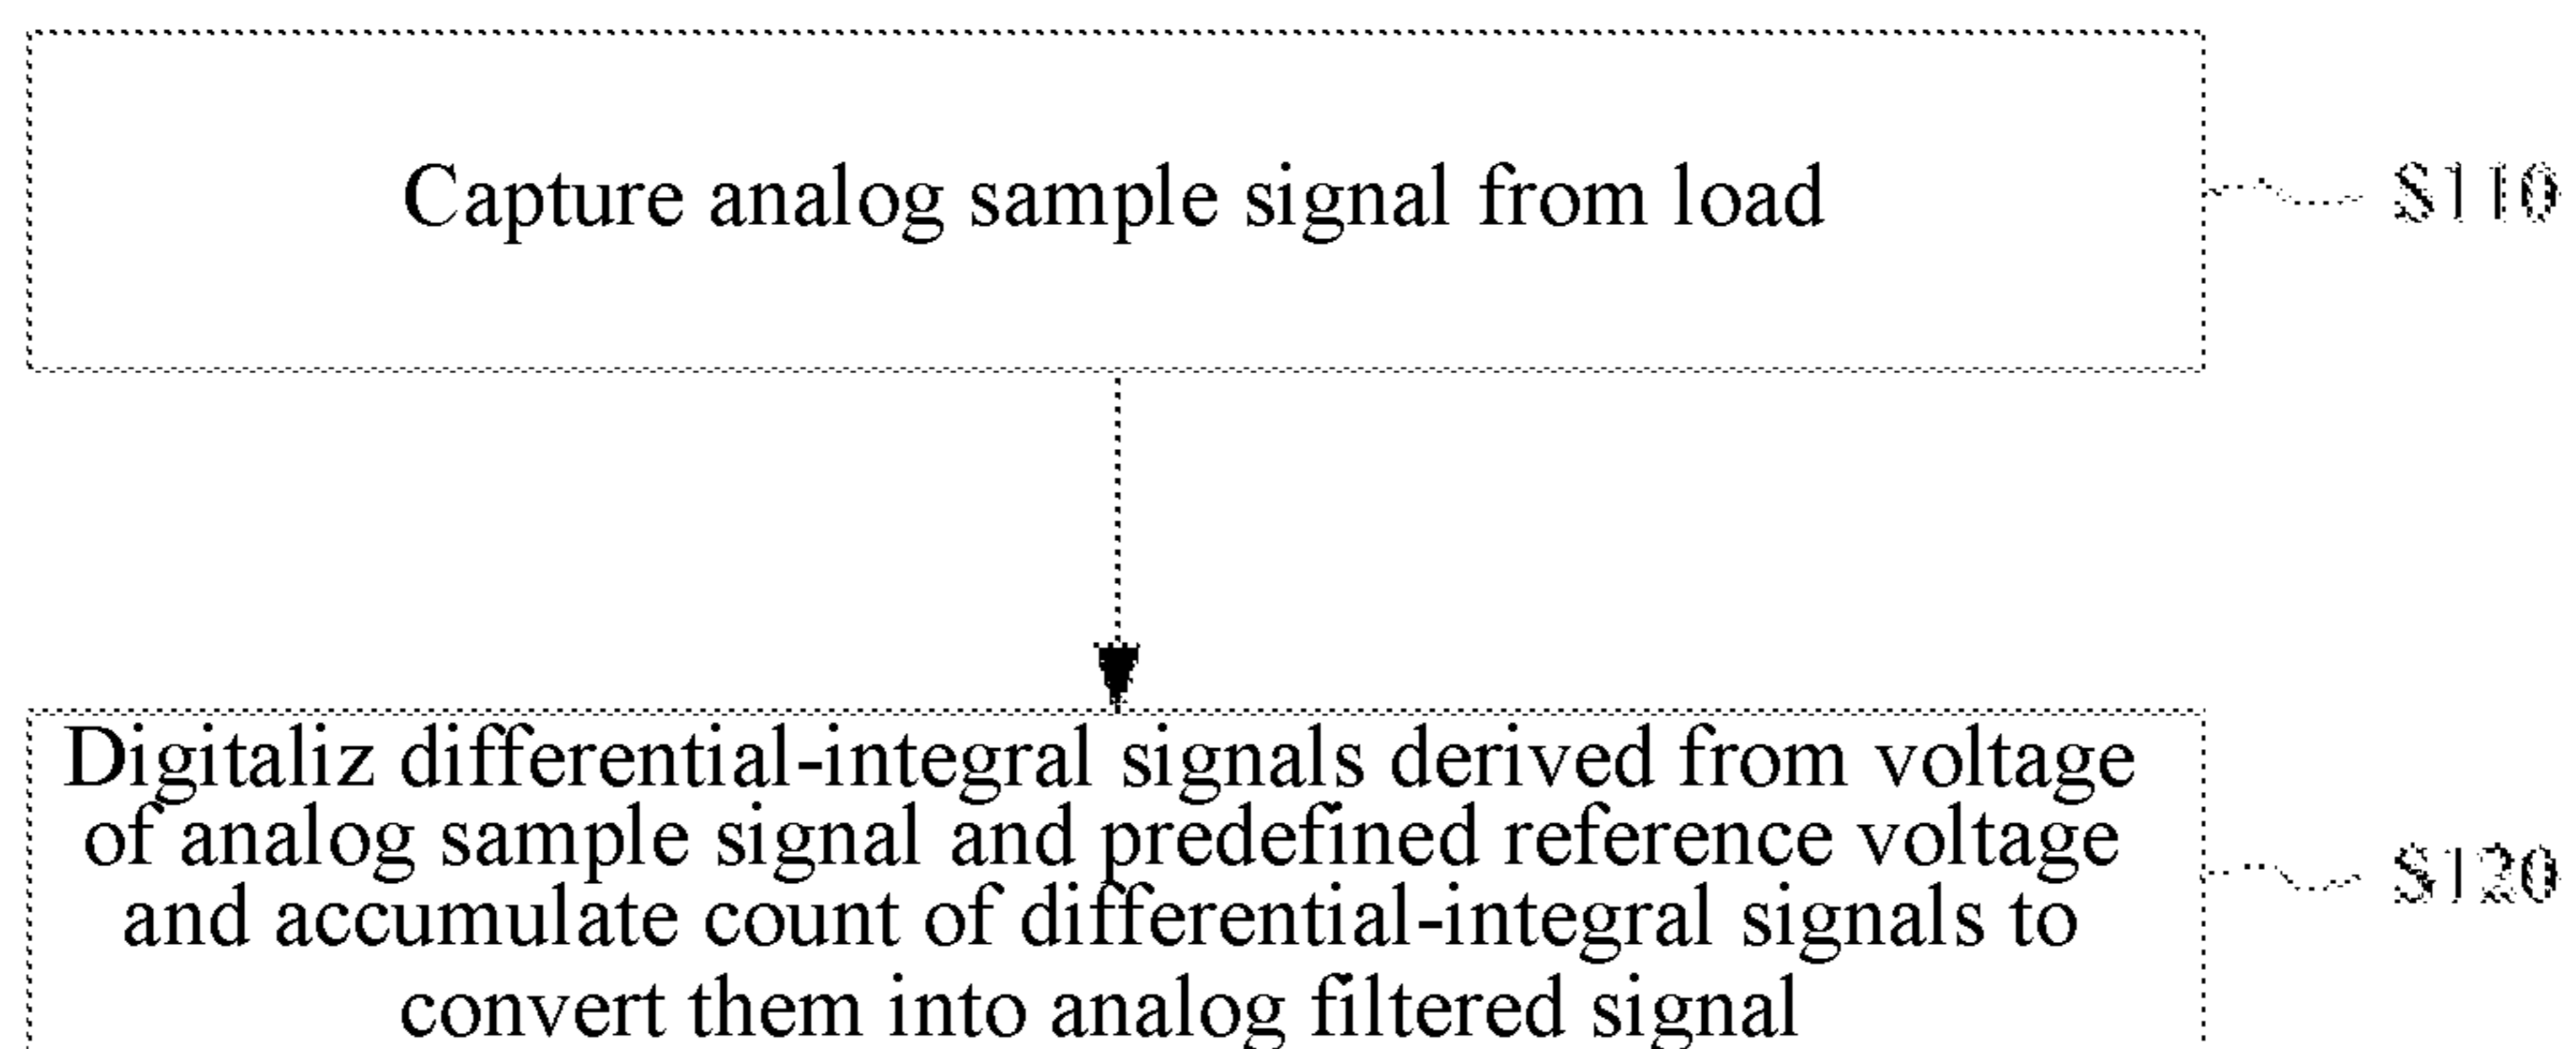 Capture analog sample signal from load
S110
Digitaliz differential-integral signals derived from voltage
of analog sample signal and predefined reference voltage
and accumulate count of differential-integral signals to
convert them into analog filtered signal
S120